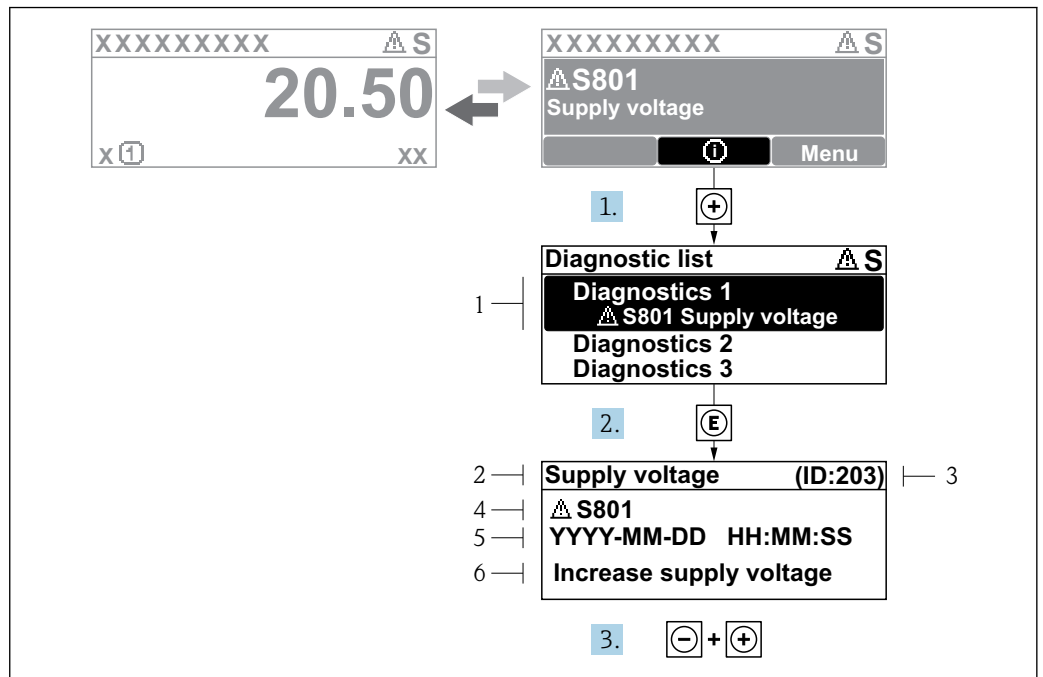 XXXXXXXXX ⚠ S
20.50
x ① xx
XXXXXXXXX ⚠ S
⚠ S801
Supply voltage
ⓘ Menu
1. ⊕
Diagnostic list ⚠ S
1
Diagnostics 1
⚠ S801 Supply voltage
Diagnostics 2
Diagnostics 3
2. Ⓔ
2 Supply voltage (ID:203) 3
4 ⚠ S801
5 YYYY-MM-DD HH:MM:SS
6 Increase supply voltage
3. ⊖ + ⊕